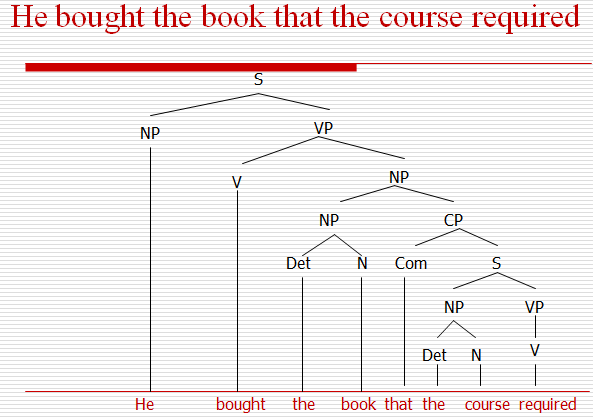 He bought the book that the course required
S
NP VP
V NP
NP CP
Det N Com S
NP VP
Det N V
He bought the book that the course required